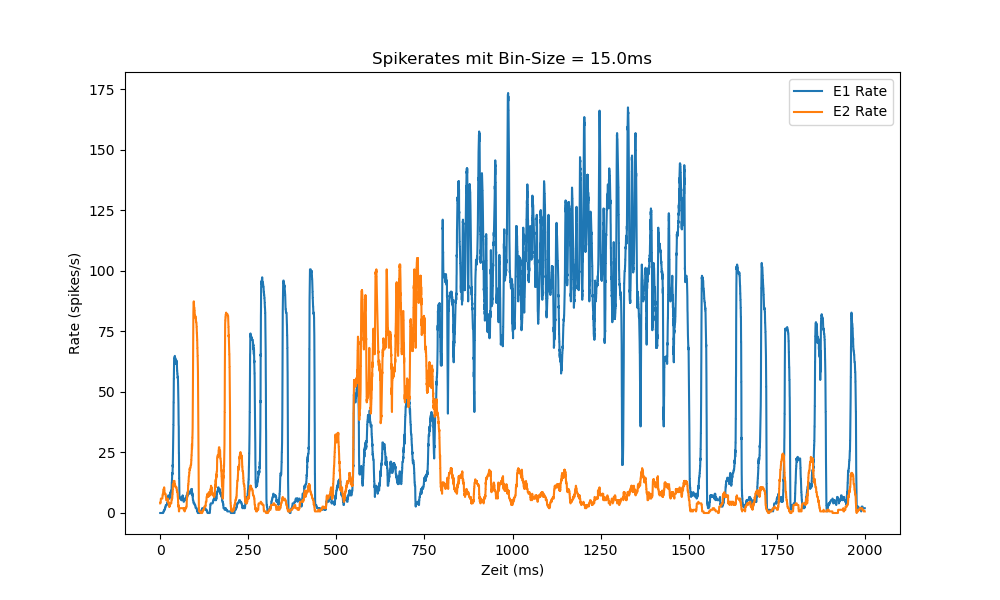 Spikerates mit Bin-Size = 15.0ms
E1 Rate
E2 Rate
Rate (spikes/s)
175
150
125
100
75
50
25
0
0 250 500 750 1000 1250 1500 1750 2000
Zeit (ms)